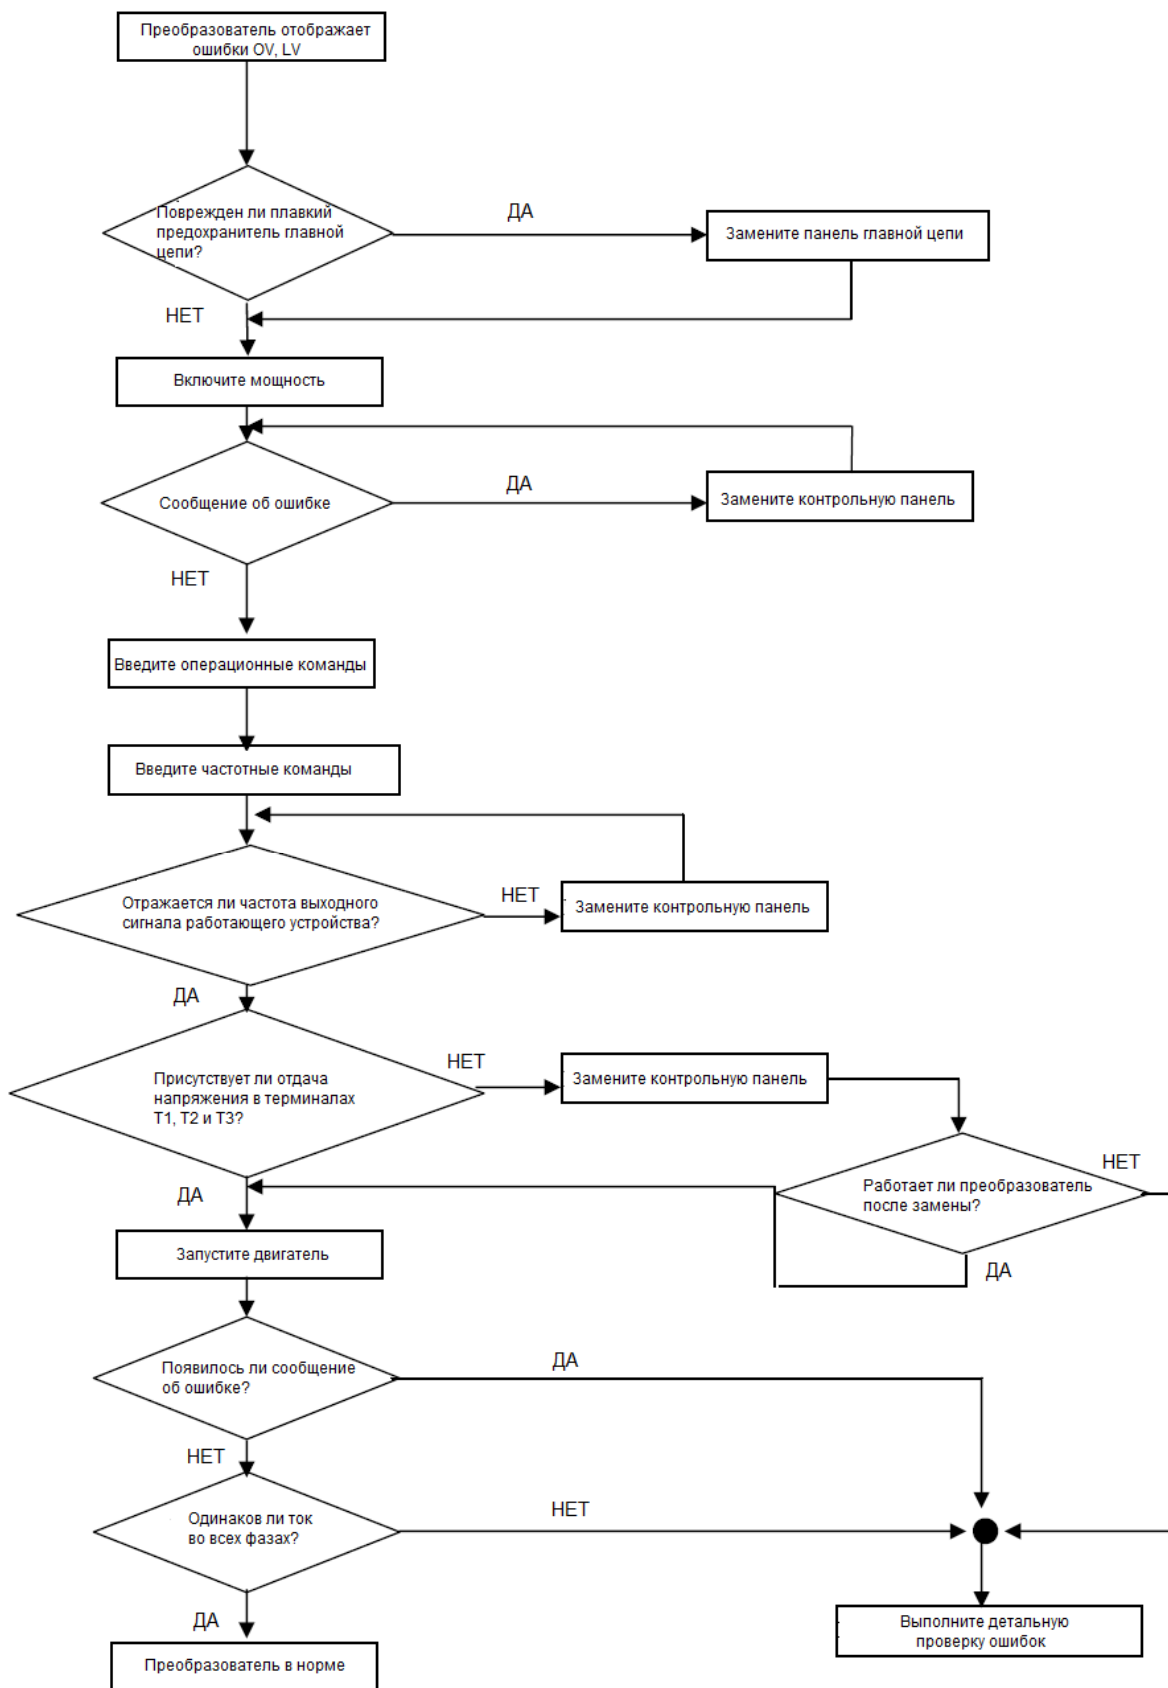 Преобразователь отображает
ошибки OV, LV
Поврежден ли плавкий
предохранитель главной
цепи?
ДА
Замените панель главной цепи
НЕТ
Включите мощность
Сообщение об ошибке
ДА
Замените контрольную панель
НЕТ
Введите операционные команды
Введите частотные команды
Отражается ли частота выходного
сигнала работающего устройства?
НЕТ
Замените контрольную панель
ДА
Присутствует ли отдача
напряжения в терминалах
Т1, Т2 и Т3?
НЕТ
Замените контрольную панель
Работает ли преобразователь
после замены?
НЕТ
ДА
ДА
Запустите двигатель
Появилось ли сообщение
об ошибке?
ДА
НЕТ
Одинаков ли ток
во всех фазах?
НЕТ
ДА
Выполните детальную
проверку ошибок
Преобразователь в норме